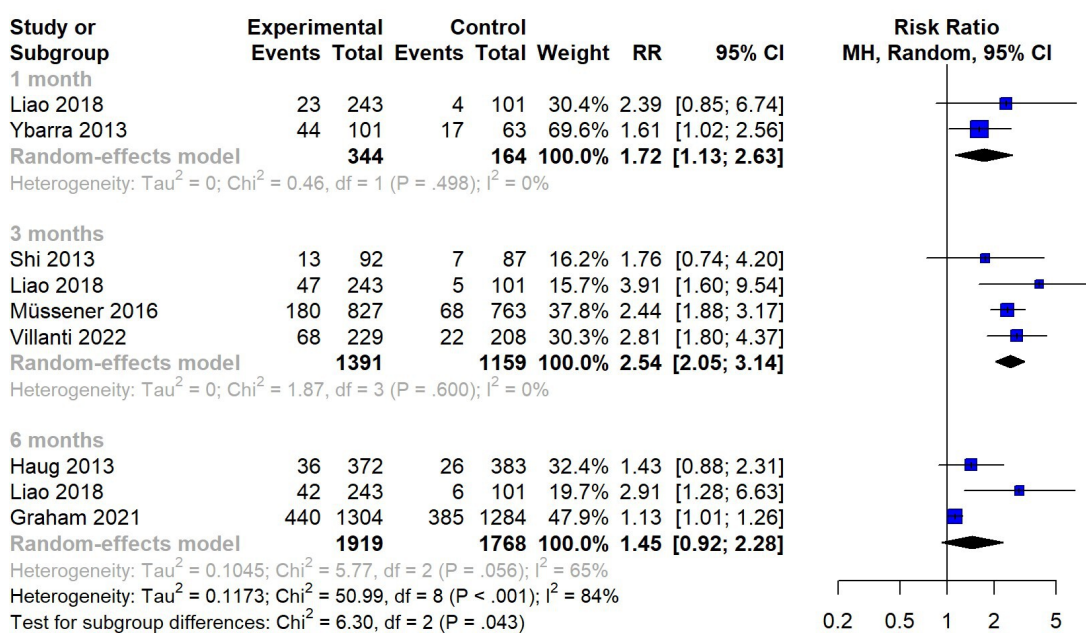 Study or Experimental Control Risk Ratio
Subgroup Events Total Events Total Weight RR 95% CI MH, Random, 95% CI
1 month
Liao 2018 23 243 4 101 30.4% 2.39 [0.85; 6.74]
Ybarra 2013 44 101 17 63 69.6% 1.61 [1.02; 2.56]
Random-effects model 344 164 100.0% 1.72 [1.13; 2.63]
Heterogeneity: Tau² = 0; Chi² = 0.46, df = 1 (P = .498); I² = 0%
3 months
Shi 2013 13 92 7 87 16.2% 1.76 [0.74; 4.20]
Liao 2018 47 243 5 101 15.7% 3.91 [1.60; 9.54]
Müssener 2016 180 827 68 763 37.8% 2.44 [1.88; 3.17]
Villanti 2022 68 229 22 208 30.3% 2.81 [1.80; 4.37]
Random-effects model 1391 1159 100.0% 2.54 [2.05; 3.14]
Heterogeneity: Tau² = 0; Chi² = 1.87, df = 3 (P = .600); I² = 0%
6 months
Haug 2013 36 372 26 383 32.4% 1.43 [0.88; 2.31]
Liao 2018 42 243 6 101 19.7% 2.91 [1.28; 6.63]
Graham 2021 440 1304 385 1284 47.9% 1.13 [1.01; 1.26]
Random-effects model 1919 1768 100.0% 1.45 [0.92; 2.28]
Heterogeneity: Tau² = 0.1045; Chi² = 5.77, df = 2 (P = .056); I² = 65%
Heterogeneity: Tau² = 0.1173; Chi² = 50.99, df = 8 (P < .001); I² = 84%
Test for subgroup differences: Chi² = 6.30, df = 2 (P = .043)
0.2 0.5 1 2 5